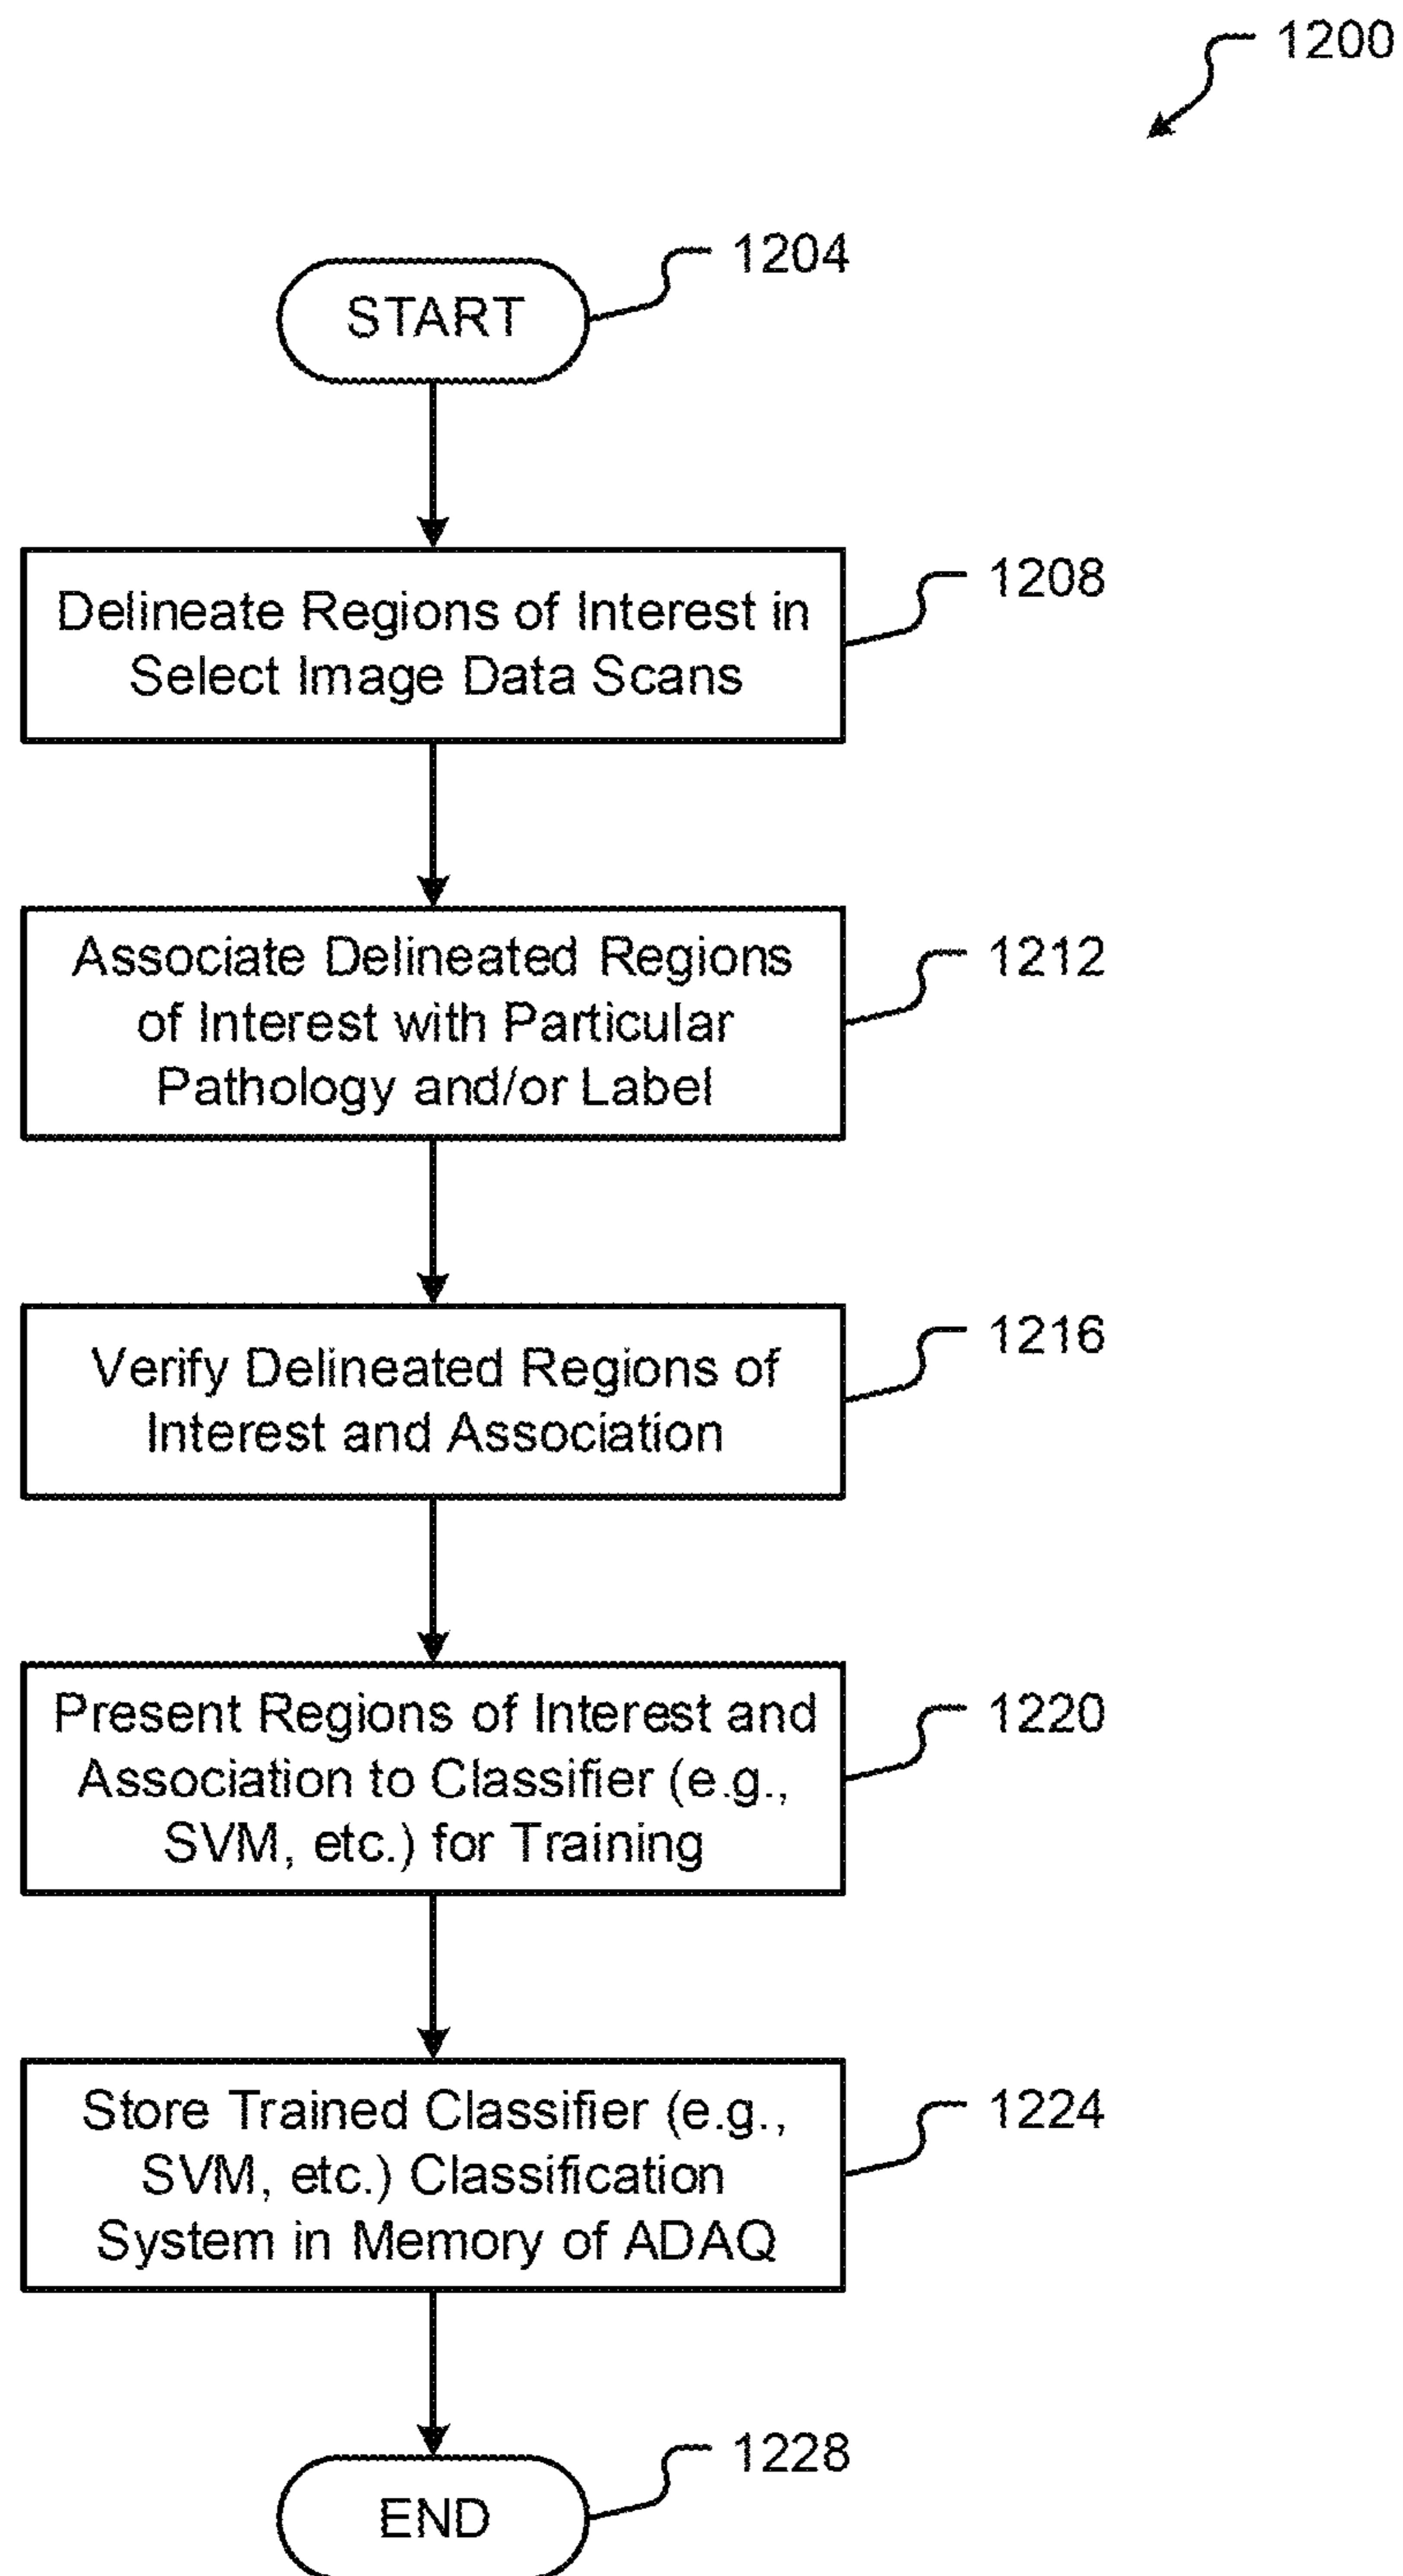 1200
1204
START
1208
Delineate Regions of Interest in
Select Image Data Scans
1212
Associate Delineated Regions
of Interest with Particular
Pathology and/or Label
1216
Verify Delineated Regions of
Interest and Association
1220
Present Regions of Interest and
Association to Classifier (e.g.,
SVM, etc.) for Training
1224
Store Trained Classifier (e.g.,
SVM, etc.) Classification
System in Memory of ADAQ
1228
END